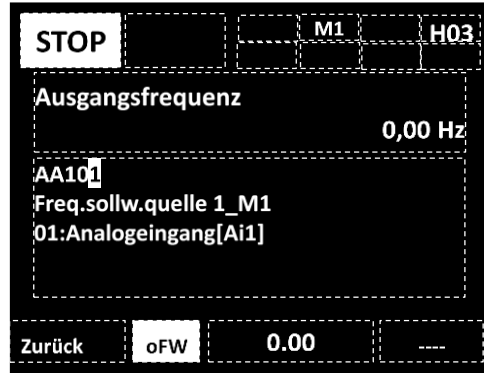 STOP M1 H03
Ausgangsfrequenz
0,00 Hz
AA101
Freq.sollw.quelle 1_M1
01:Analogeingang[Ai1]
Zurück oFW 0.00 ----